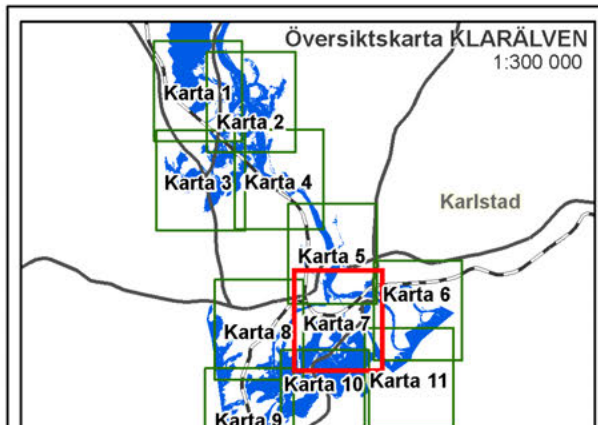 Översiktskarta KLARÄLVEN
1:300 000
Karta 1
Karta 2
Karta 3
Karta 4
Karlstad
Karta 5
Karta 6
Karta 7
Karta 8
Karta 11
Karta 10
Karta 9